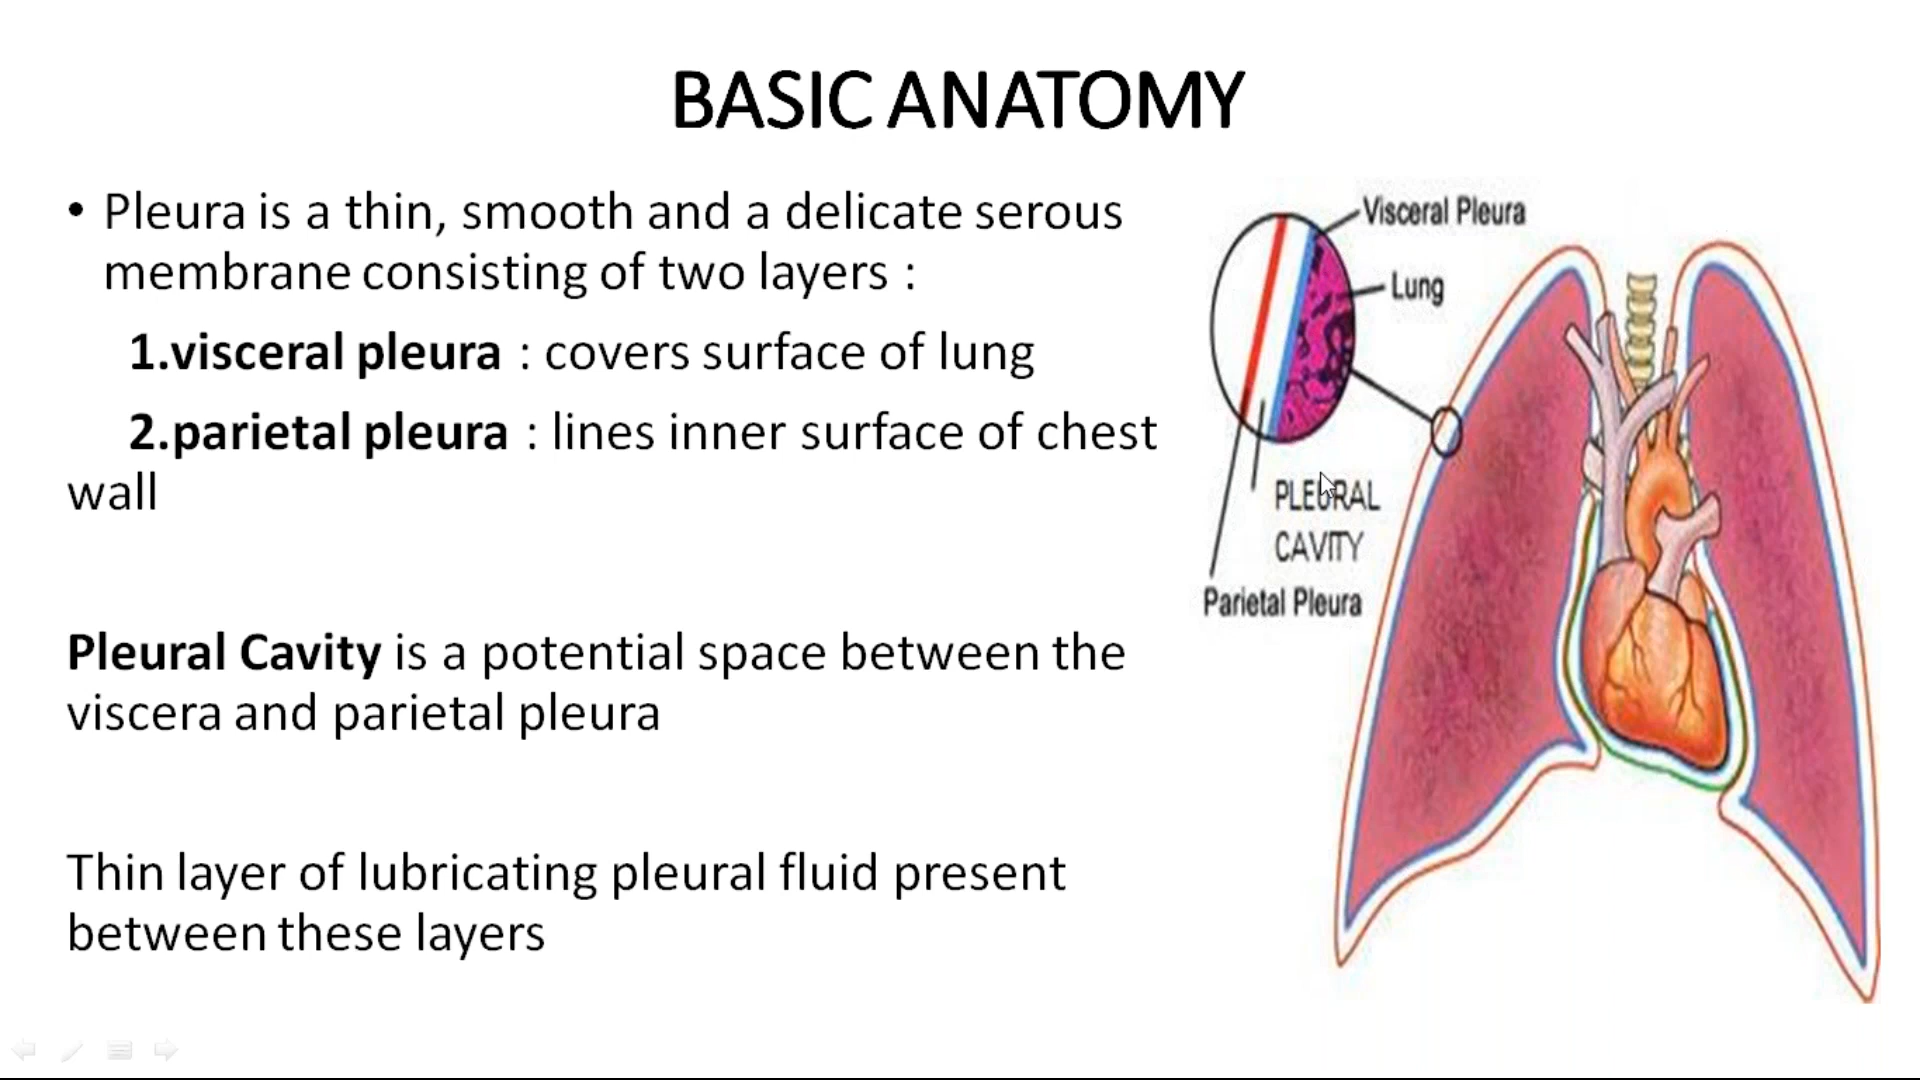 BASIC ANATOMY
• Pleura is a thin, smooth and a delicate serous
membrane consisting of two layers :
1.visceral pleura : covers surface of lung
2.parietal pleura : lines inner surface of chest
wall
Pleural Cavity is a potential space between the
viscera and parietal pleura
Thin layer of lubricating pleural fluid present
between these layers
Visceral Pleura
Lung
PLEURAL
CAVITY
Parietal Pleura